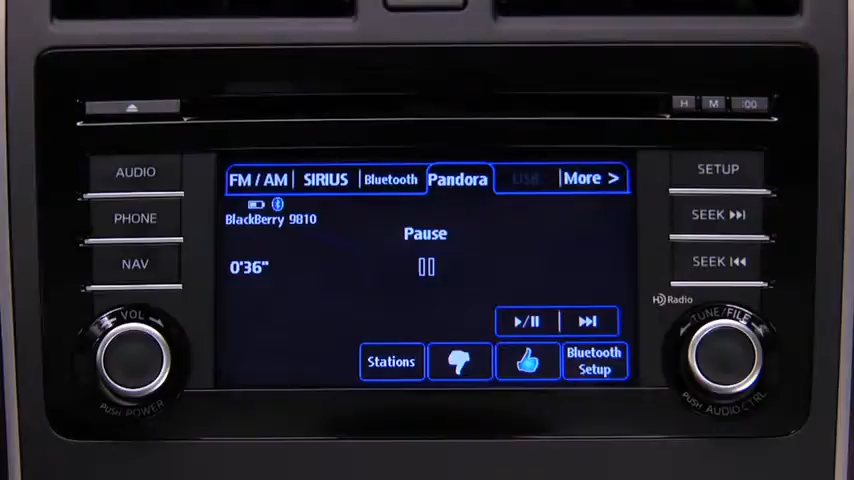 H M :00
AUDIO
PHONE
NAV
VOL
PUSH POWER
FM / AM SIRIUS Bluetooth Pandora USB More >
BlackBerry 9810
Pause
0'36"
Stations
Bluetooth
Setup
SETUP
SEEK
SEEK
HD Radio
TUNE/FILE
PUSH AUDIO CTRL